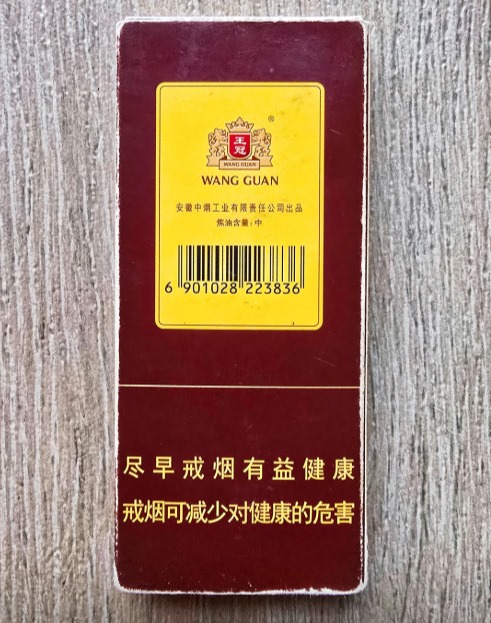 王冠
WANG GUAN
®
WANG GUAN
安徽中烟工业有限责任公司出品
焦油含量：中
6 901028 223836
尽早戒烟有益健康
戒烟可减少对健康的危害